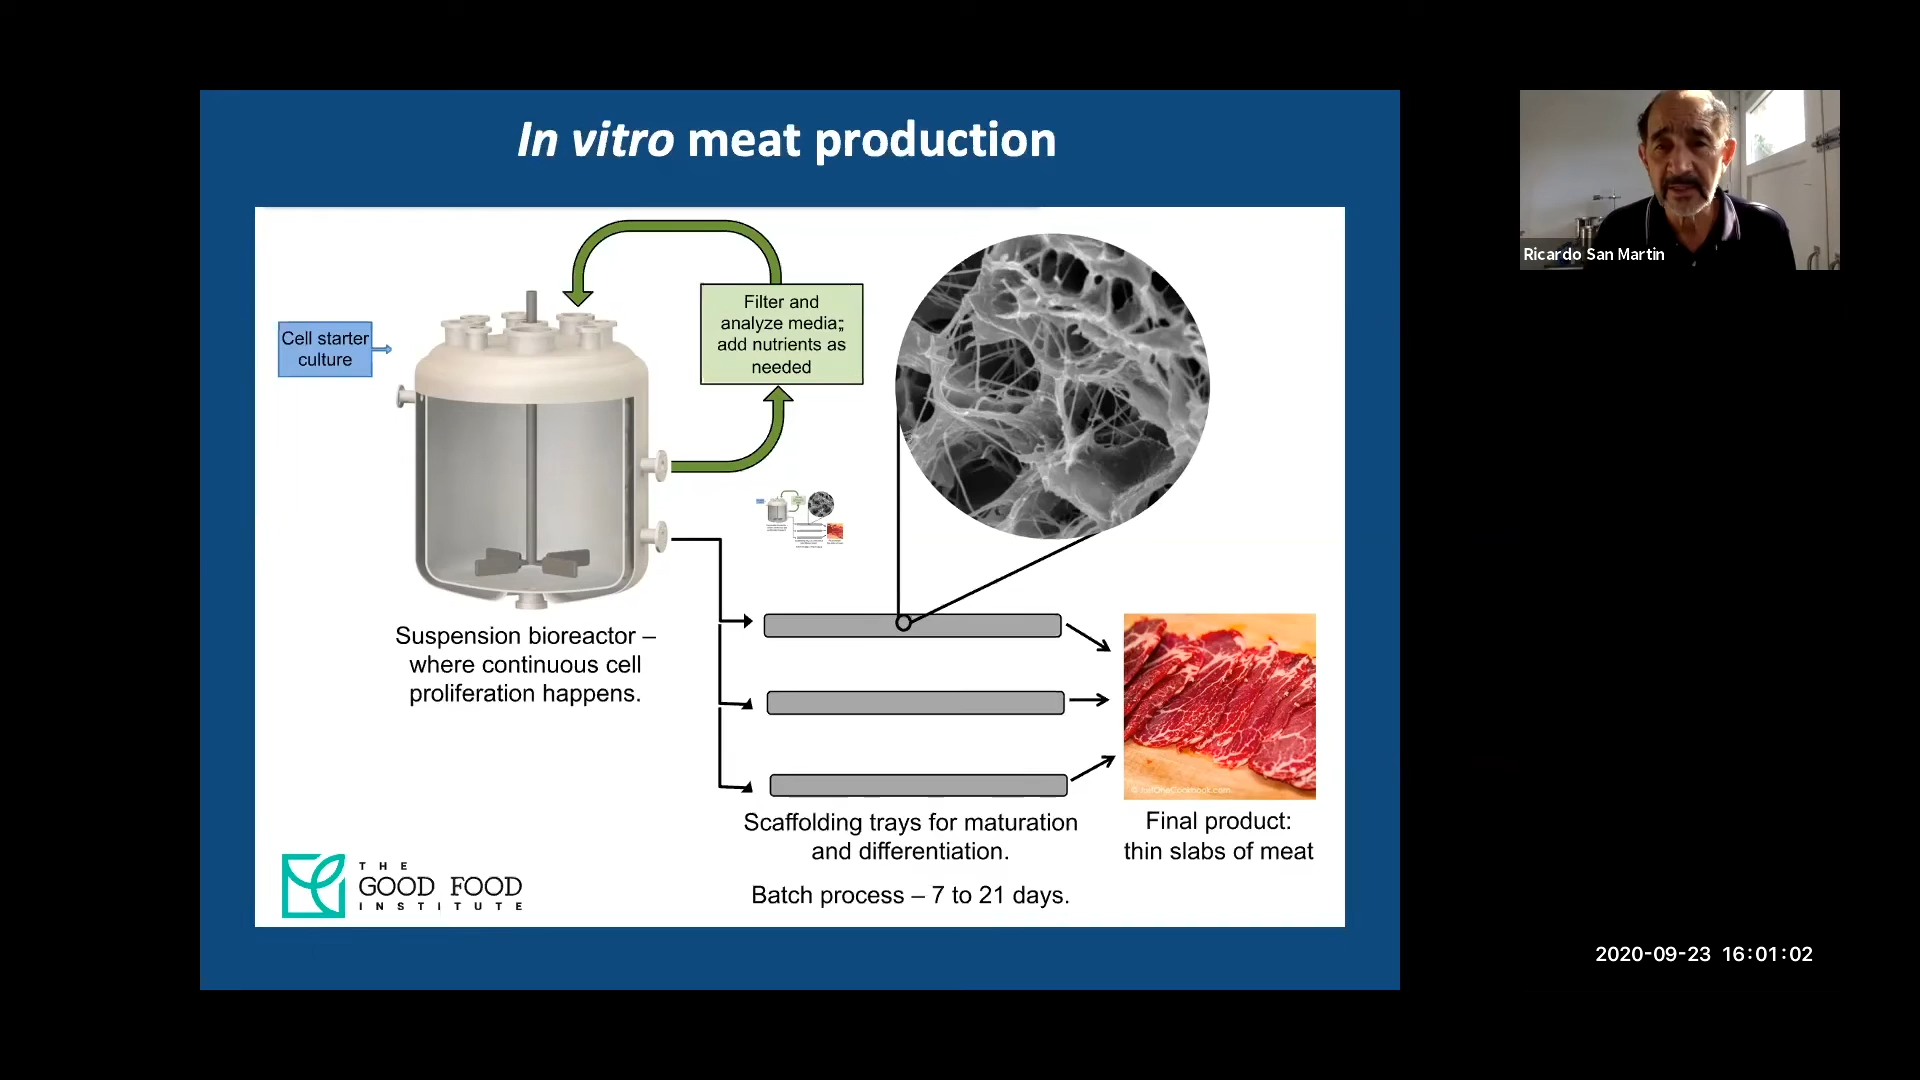 In vitro meat production
Cell starter
culture
Filter and
analyze media;
add nutrients as
needed
Suspension bioreactor –
where continuous cell
proliferation happens.
Scaffolding trays for maturation
and differentiation.
Batch process – 7 to 21 days.
© JustOneCookbook.com
Final product:
thin slabs of meat
THE
GOOD FOOD
INSTITUTE
Ricardo San Martin
2020-09-23 16:01:02